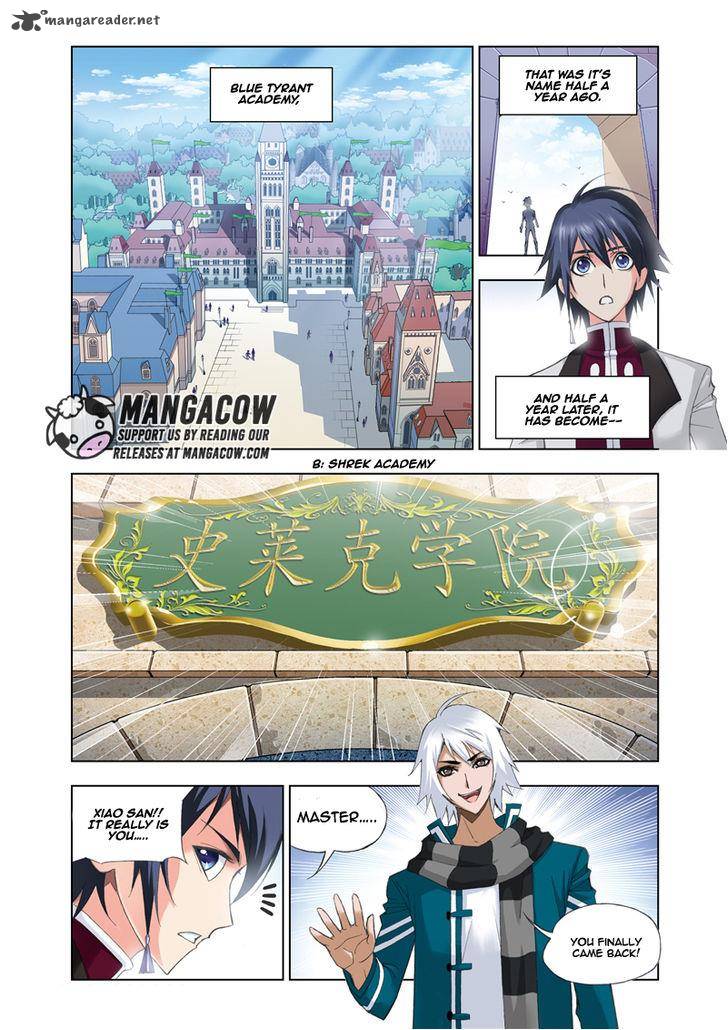 mangareader.net
BLUE TYRANT
ACADEMY,
THAT WAS IT'S
NAME HALF A
YEAR AGO.
AND HALF A
YEAR LATER, IT
HAS BECOME--
MANGACOW
SUPPORT US BY READING OUR
RELEASES AT MANGACOW.COM
B: SHREK ACADEMY
史莱克学院
XIAO SAN!!
IT REALLY IS
YOU.....
MASTER.....
YOU FINALLY
CAME BACK!